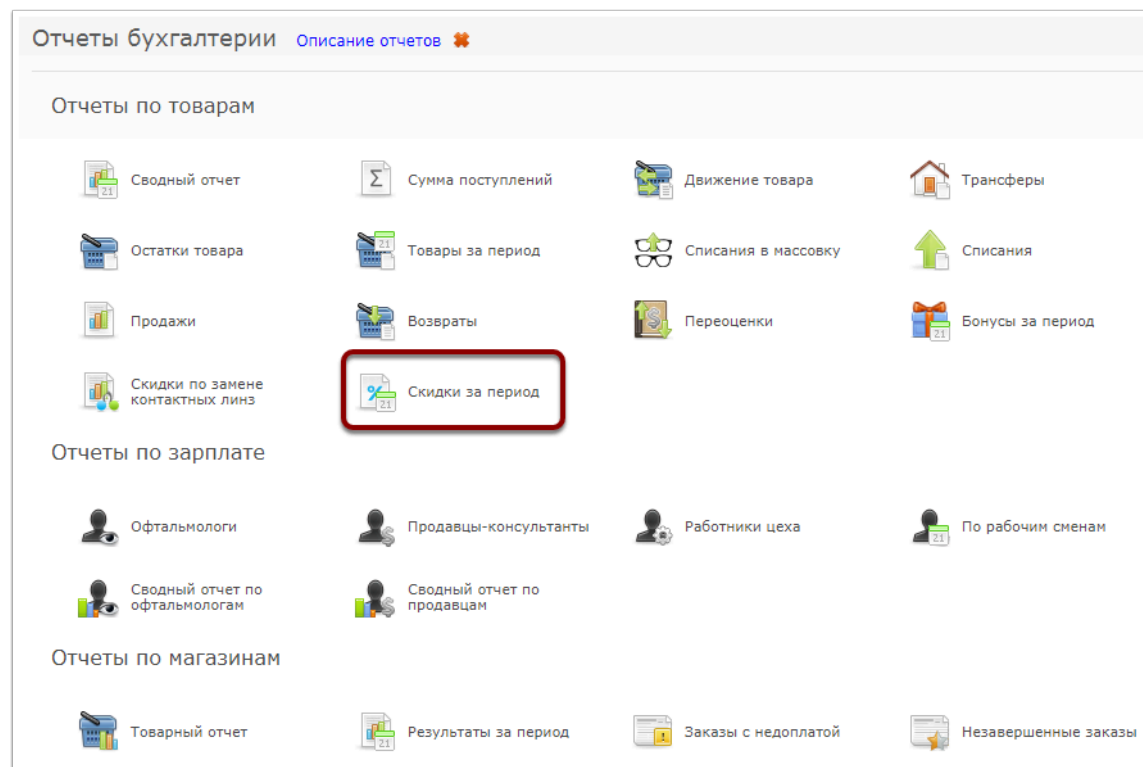 Отчеты бухгалтерии Описание отчетов
Отчеты по товарам
Сводный отчет
Сумма поступлений
Движение товара
Трансферы
Остатки товара
Товары за период
Списания в массовку
Списания
Продажи
Возвраты
Переоценки
Бонусы за период
Скидки по замене
контактных линз
Скидки за период
Отчеты по зарплате
Офтальмологи
Продавцы-консультанты
Работники цеха
По рабочим сменам
Сводный отчет по
офтальмологам
Сводный отчет по
продавцам
Отчеты по магазинам
Товарный отчет
Результаты за период
Заказы с недоплатой
Незавершенные заказы